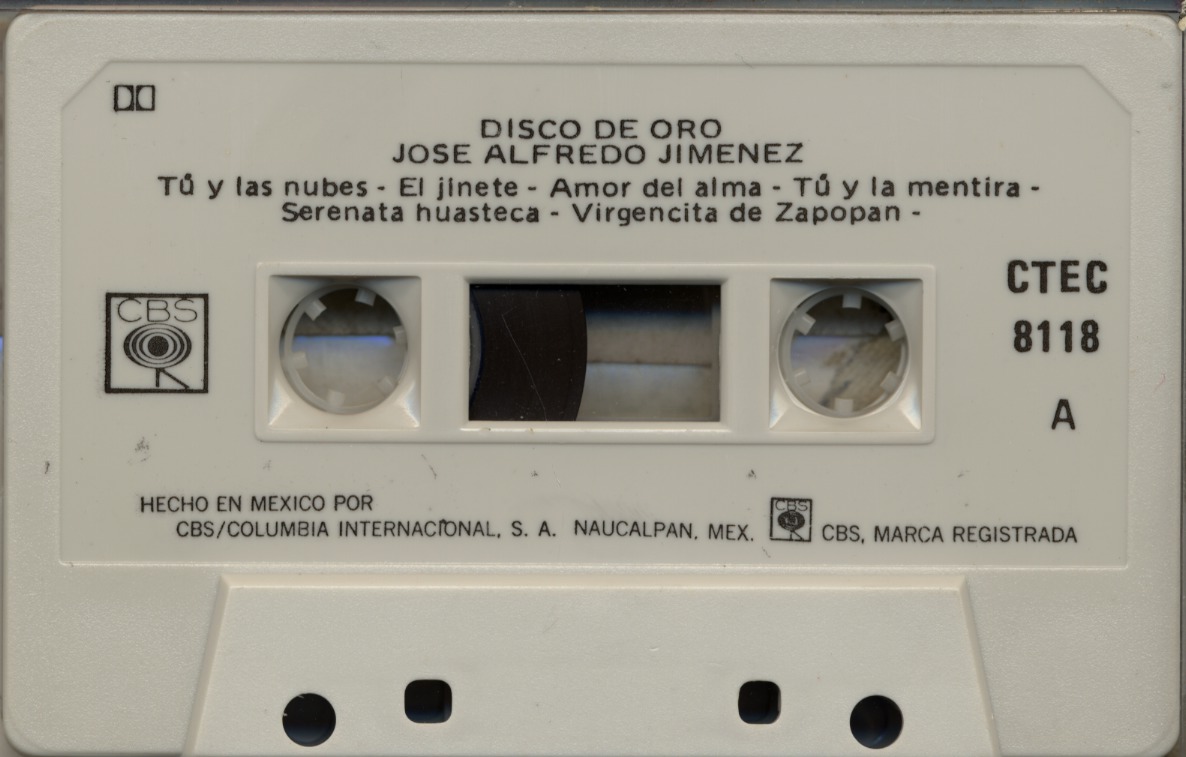 DISCO DE ORO
JOSE ALFREDO JIMENEZ
Tú y las nubes - El jinete - Amor del alma - Tú y la mentira -
Serenata huasteca - Virgencita de Zapopan -
CTEC
8118
A
CBS
HECHO EN MEXICO POR
CBS/COLUMBIA INTERNACIONAL, S. A. NAUCALPAN, MEX. CBS CBS, MARCA REGISTRADA